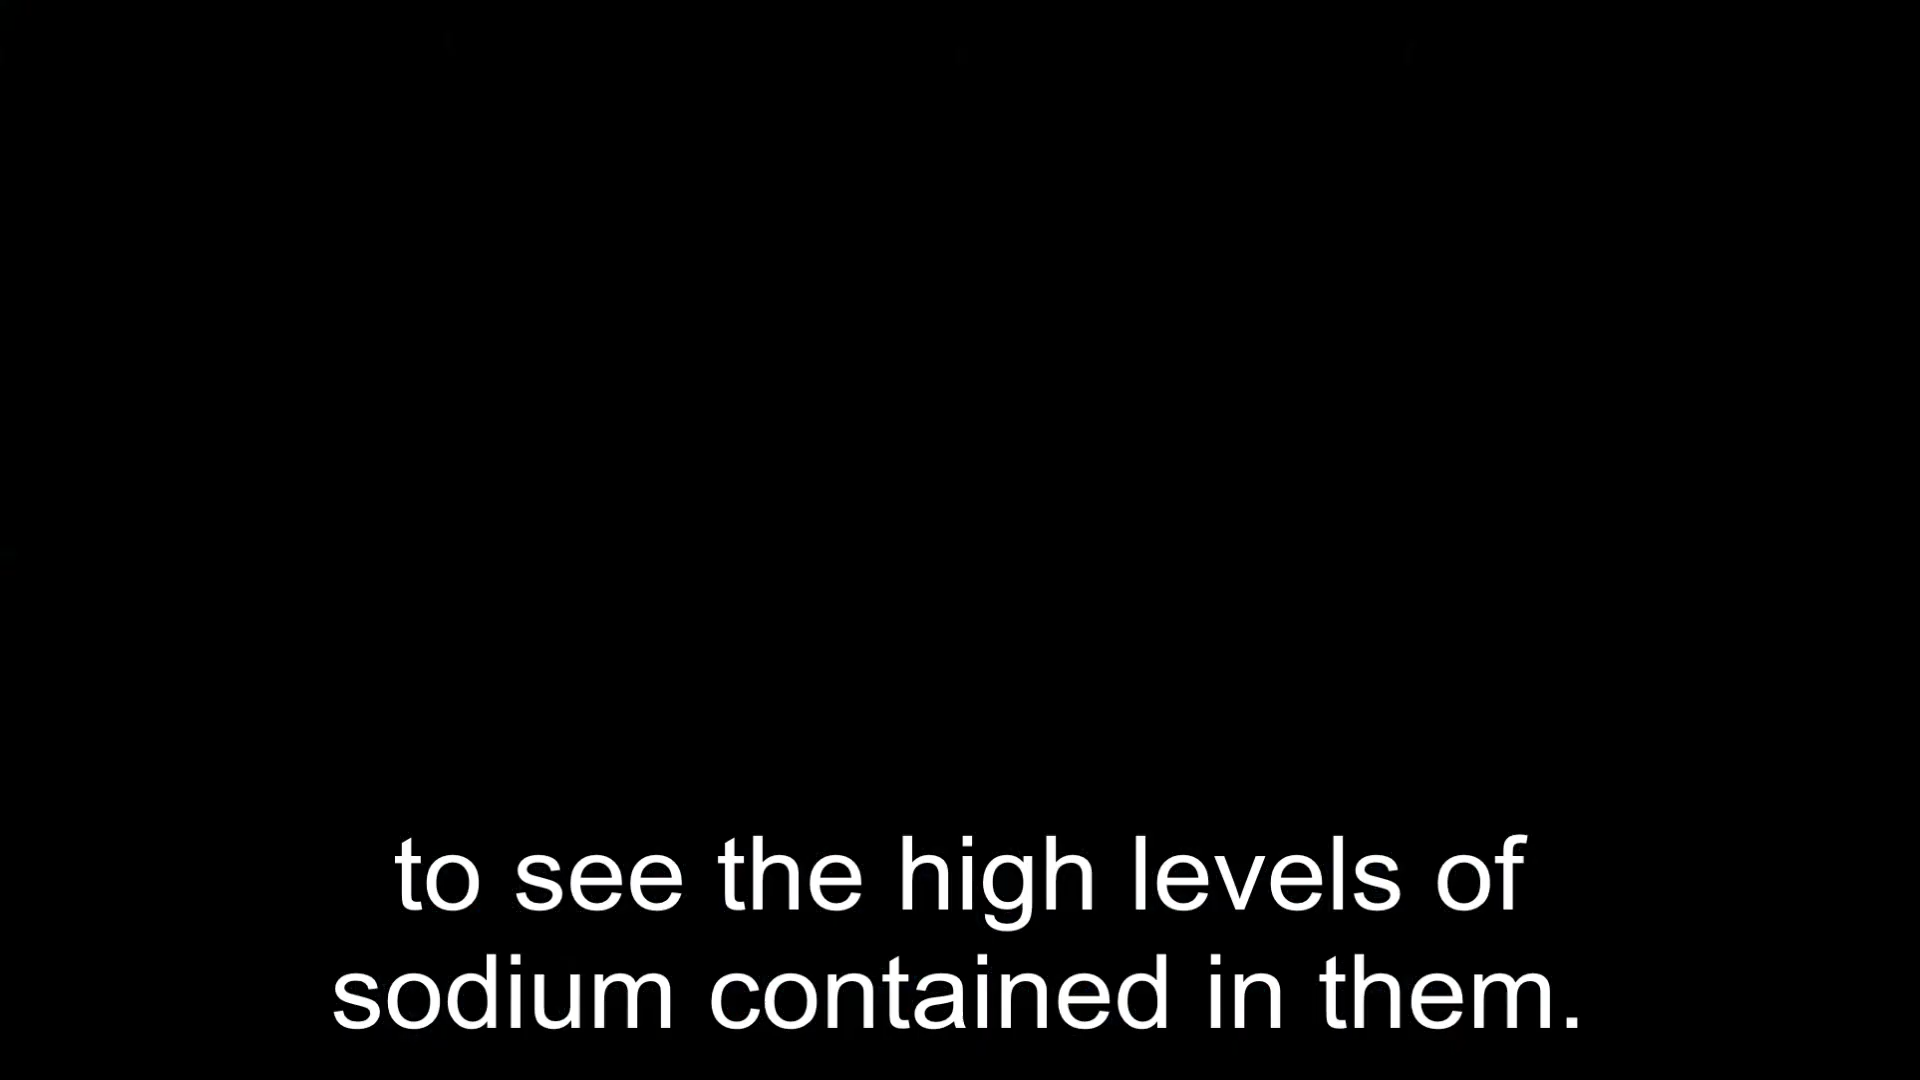 to see the high levels of
sodium contained in them.